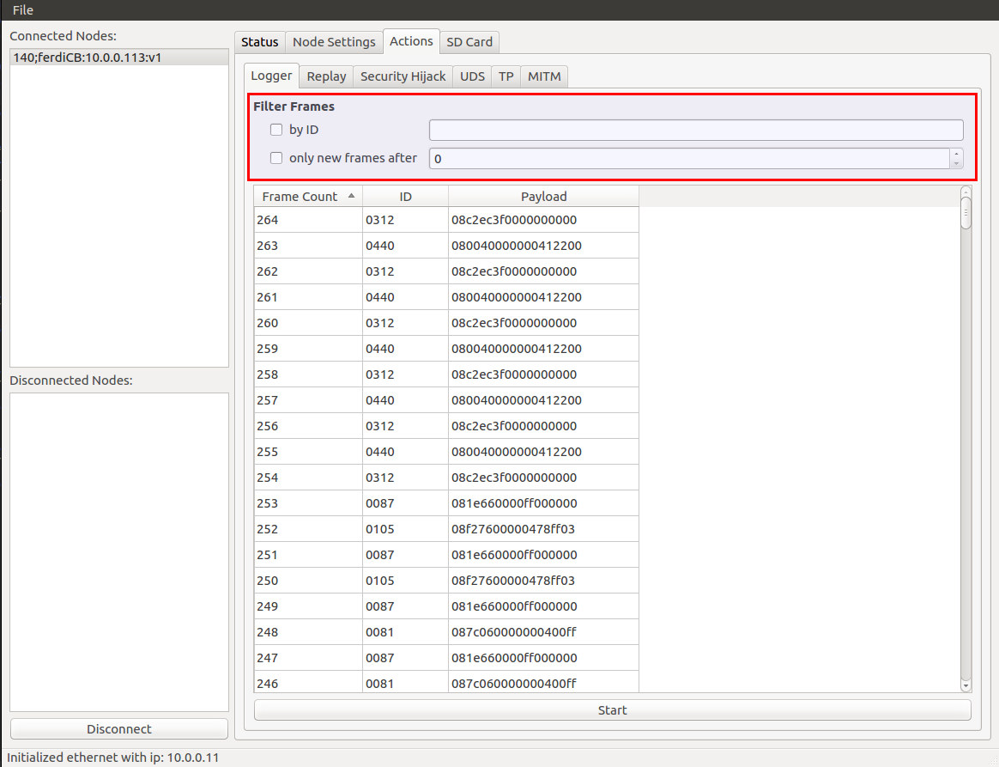 File
Connected Nodes:
140;ferdiCB:10.0.0.113:v1
Disconnected Nodes:
Disconnect
Status Node Settings Actions SD Card
Logger Replay Security Hijack UDS TP MITM
Filter Frames
by ID
only new frames after 0
Frame Count ID Payload
264 0312 08c2ec3f0000000000
263 0440 080040000000412200
262 0312 08c2ec3f0000000000
261 0440 080040000000412200
260 0312 08c2ec3f0000000000
259 0440 080040000000412200
258 0312 08c2ec3f0000000000
257 0440 080040000000412200
256 0312 08c2ec3f0000000000
255 0440 080040000000412200
254 0312 08c2ec3f0000000000
253 0087 081e660000ff000000
252 0105 08f27600000478ff03
251 0087 081e660000ff000000
250 0105 08f27600000478ff03
249 0087 081e660000ff000000
248 0081 087c060000000400ff
247 0087 081e660000ff000000
246 0081 087c060000000400ff
Start
Initialized ethernet with ip: 10.0.0.11